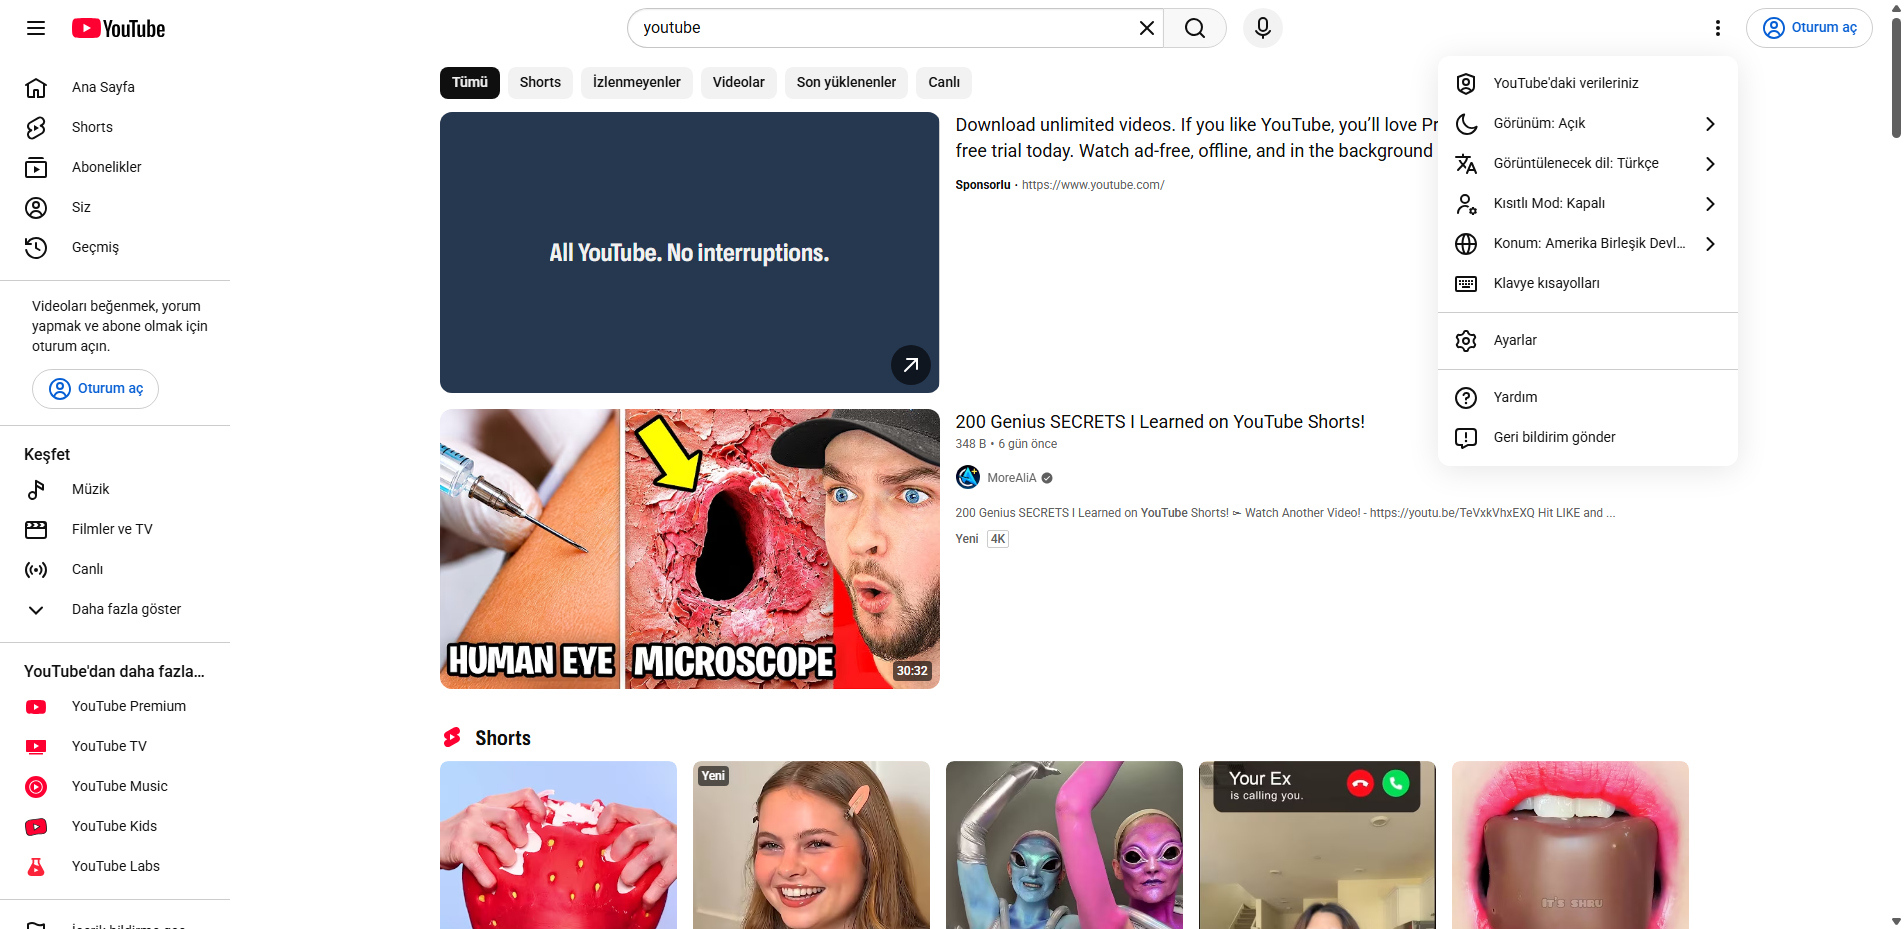 YouTube
youtube
Oturum aç
Ana Sayfa
Shorts
Abonelikler
Siz
Geçmiş
Videoları beğenmek, yorum
yapmak ve abone olmak için
oturum açın.
Oturum aç
Keşfet
Müzik
Filmler ve TV
Canlı
Daha fazla göster
YouTube'dan daha fazla...
YouTube Premium
YouTube TV
YouTube Music
YouTube Kids
YouTube Labs
Tümü
Shorts
İzlenmeyenler
Videolar
Son yüklenenler
Canlı
All YouTube. No interruptions.
Download unlimited videos. If you like YouTube, you’ll love Pr
free trial today. Watch ad-free, offline, and in the background
Sponsorlu · https://www.youtube.com/
HUMAN EYE
MICROSCOPE
30:32
200 Genius SECRETS I Learned on YouTube Shorts!
348 B • 6 gün önce
MoreAliA
200 Genius SECRETS I Learned on YouTube Shorts! ➣ Watch Another Video! - https://youtu.be/TeVxkVhxEXQ Hit LIKE and ...
Yeni
4K
Shorts
Yeni
Your Ex
is calling you.
IT'S SHRU
YouTube'daki verileriniz
Görünüm: Açık
Görüntülenecek dil: Türkçe
Kısıtlı Mod: Kapalı
Konum: Amerika Birleşik Devl...
Klavye kısayolları
Ayarlar
Yardım
Geri bildirim gönder